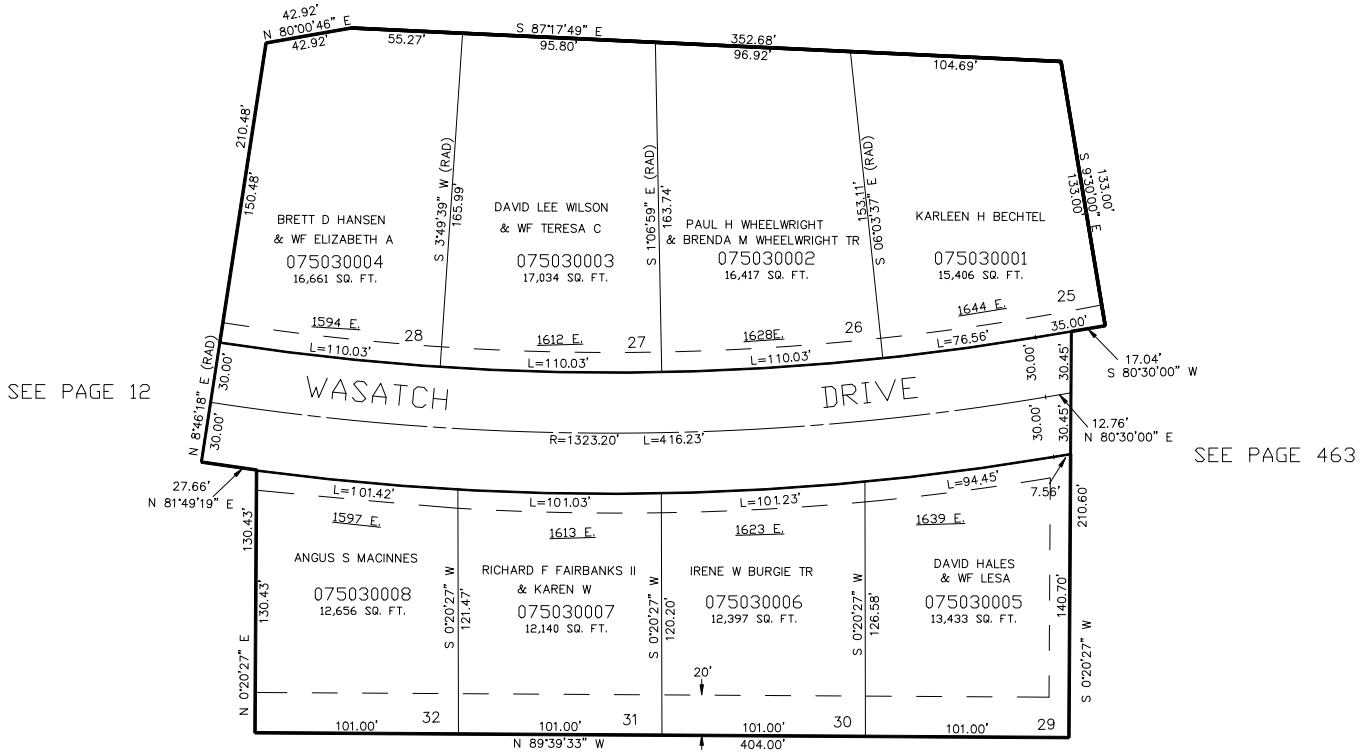 42.92'
N 80°00'46" E
42.92'
55.27'
S 87°17'49" E
95.80'
352.68'
96.92'
104.69'
210.48'
150.48'
S 3°49'39" W (RAD)
165.99'
S 1°06'59" E (RAD)
163.74'
153.11'
S 06°03'37" E (RAD)
S 9°30'00" E
133.00'
133.00'
BRETT D HANSEN
& WF ELIZABETH A
075030004
16,661 SQ. FT.
DAVID LEE WILSON
& WF TERESA C
075030003
17,034 SQ. FT.
PAUL H WHEELWRIGHT
& BRENDA M WHEELWRIGHT TR
075030002
16,417 SQ. FT.
KARLEEN H BECHTEL
075030001
15,406 SQ. FT.
1594 E.
28
L=110.03'
1612 E.
27
L=110.03'
1628E.
26
L=110.03'
1644 E.
25
L=76.56'
35.00'
17.04'
S 80°30'00" W
SEE PAGE 12
N 8°46'18" E (RAD)
30.00'
30.00'
WASATCH
DRIVE
R=1323.20'
L=416.23'
30.00'
30.45'
30.00'
30.45'
12.76'
N 80°30'00" E
SEE PAGE 463
27.66'
N 81°49'19" E
L=101.42'
L=101.03'
L=101.23'
L=94.45'
7.56'
1597 E.
1613 E.
1623 E.
1639 E.
130.43'
130.43'
N 0°20'27" E
ANGUS S MACINNES
075030008
12,656 SQ. FT.
S 0°20'27" W
121.47'
RICHARD F FAIRBANKS II
& KAREN W
075030007
12,140 SQ. FT.
S 0°20'27" W
120.20'
IRENE W BURGIE TR
075030006
12,397 SQ. FT.
S 0°20'27" W
126.58'
DAVID HALES
& WF LESA
075030005
13,433 SQ. FT.
140.70'
210.60'
S 0°20'27" W
20'
101.00'
32
101.00'
31
101.00'
30
101.00'
29
N 89°39'33" W
404.00'